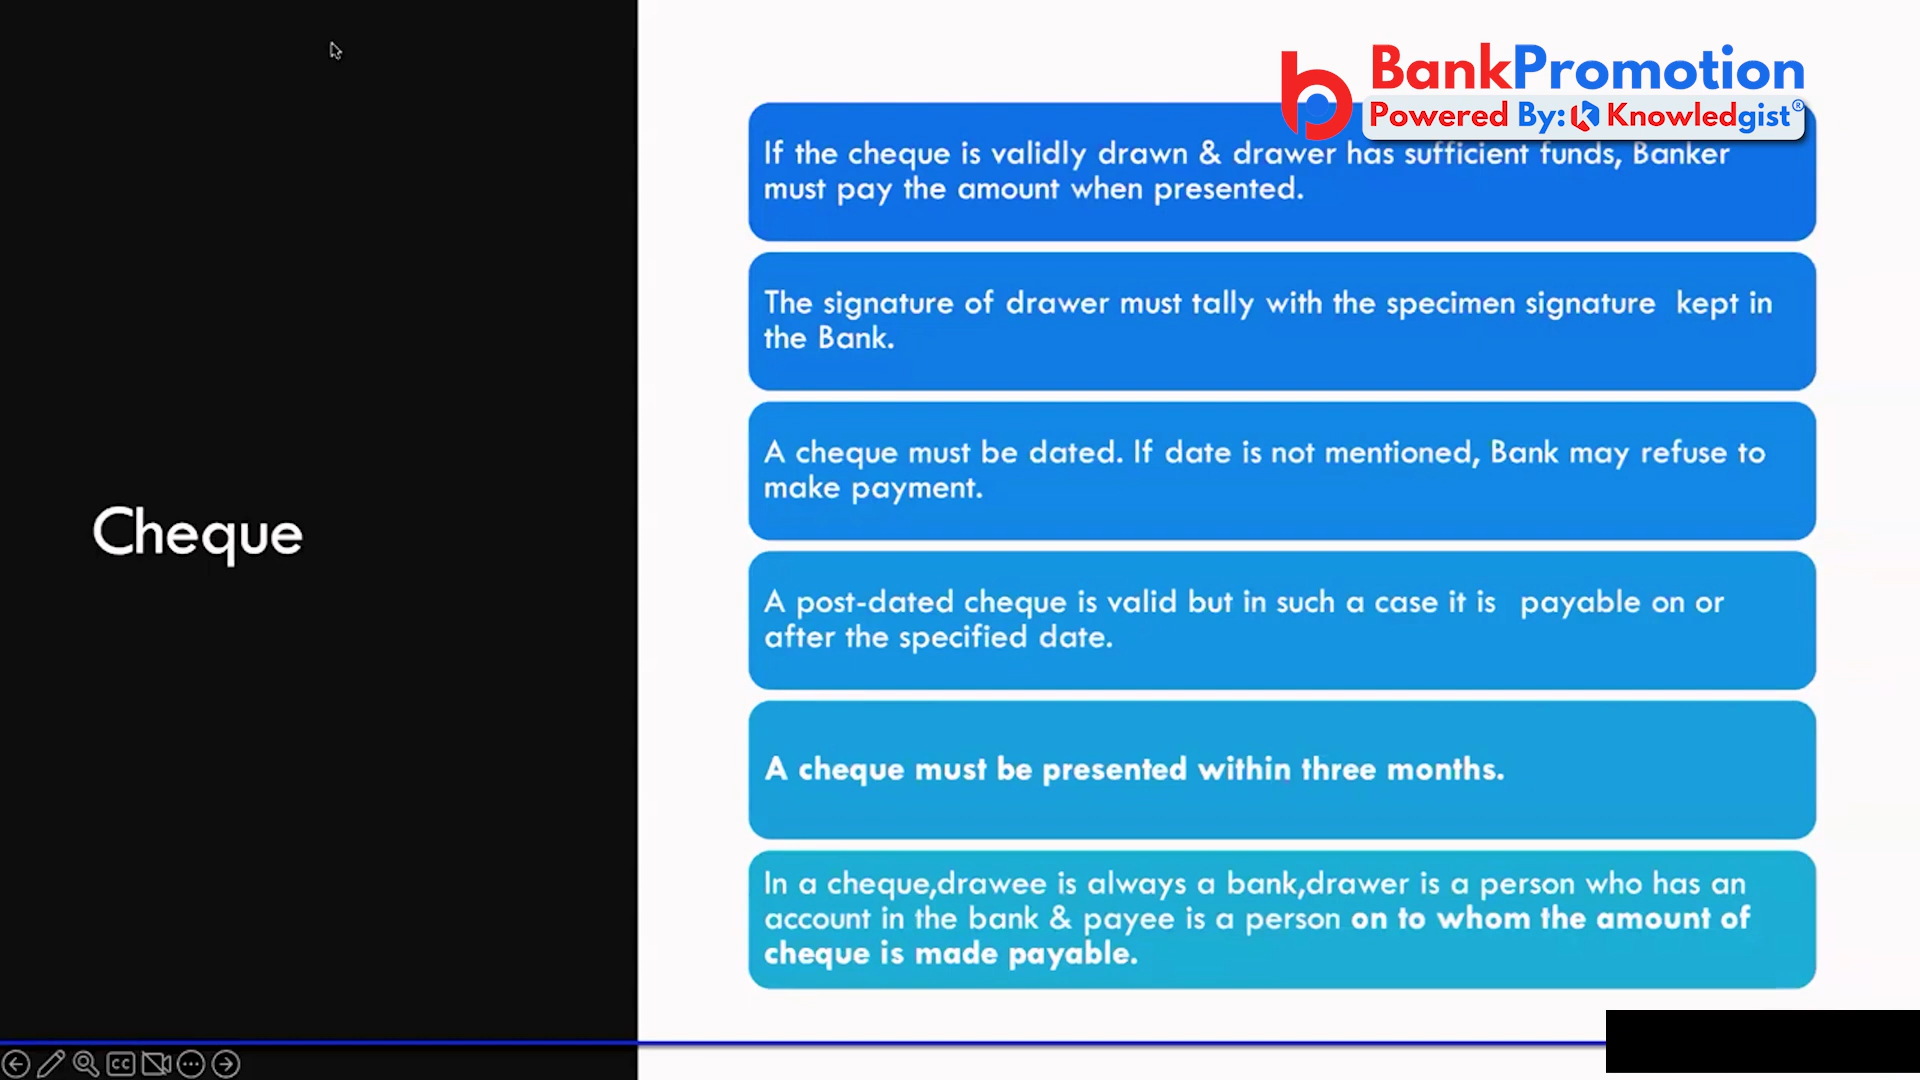 BankPromotion
Powered By: Knowledgist®
If the cheque is validly drawn & drawer has sufficient funds, Banker
must pay the amount when presented.
The signature of drawer must tally with the specimen signature kept in
the Bank.
A cheque must be dated. If date is not mentioned, Bank may refuse to
make payment.
Cheque
A post-dated cheque is valid but in such a case it is payable on or
after the specified date.
A cheque must be presented within three months.
In a cheque,drawee is always a bank,drawer is a person who has an
account in the bank & payee is a person on to whom the amount of
cheque is made payable.
CC